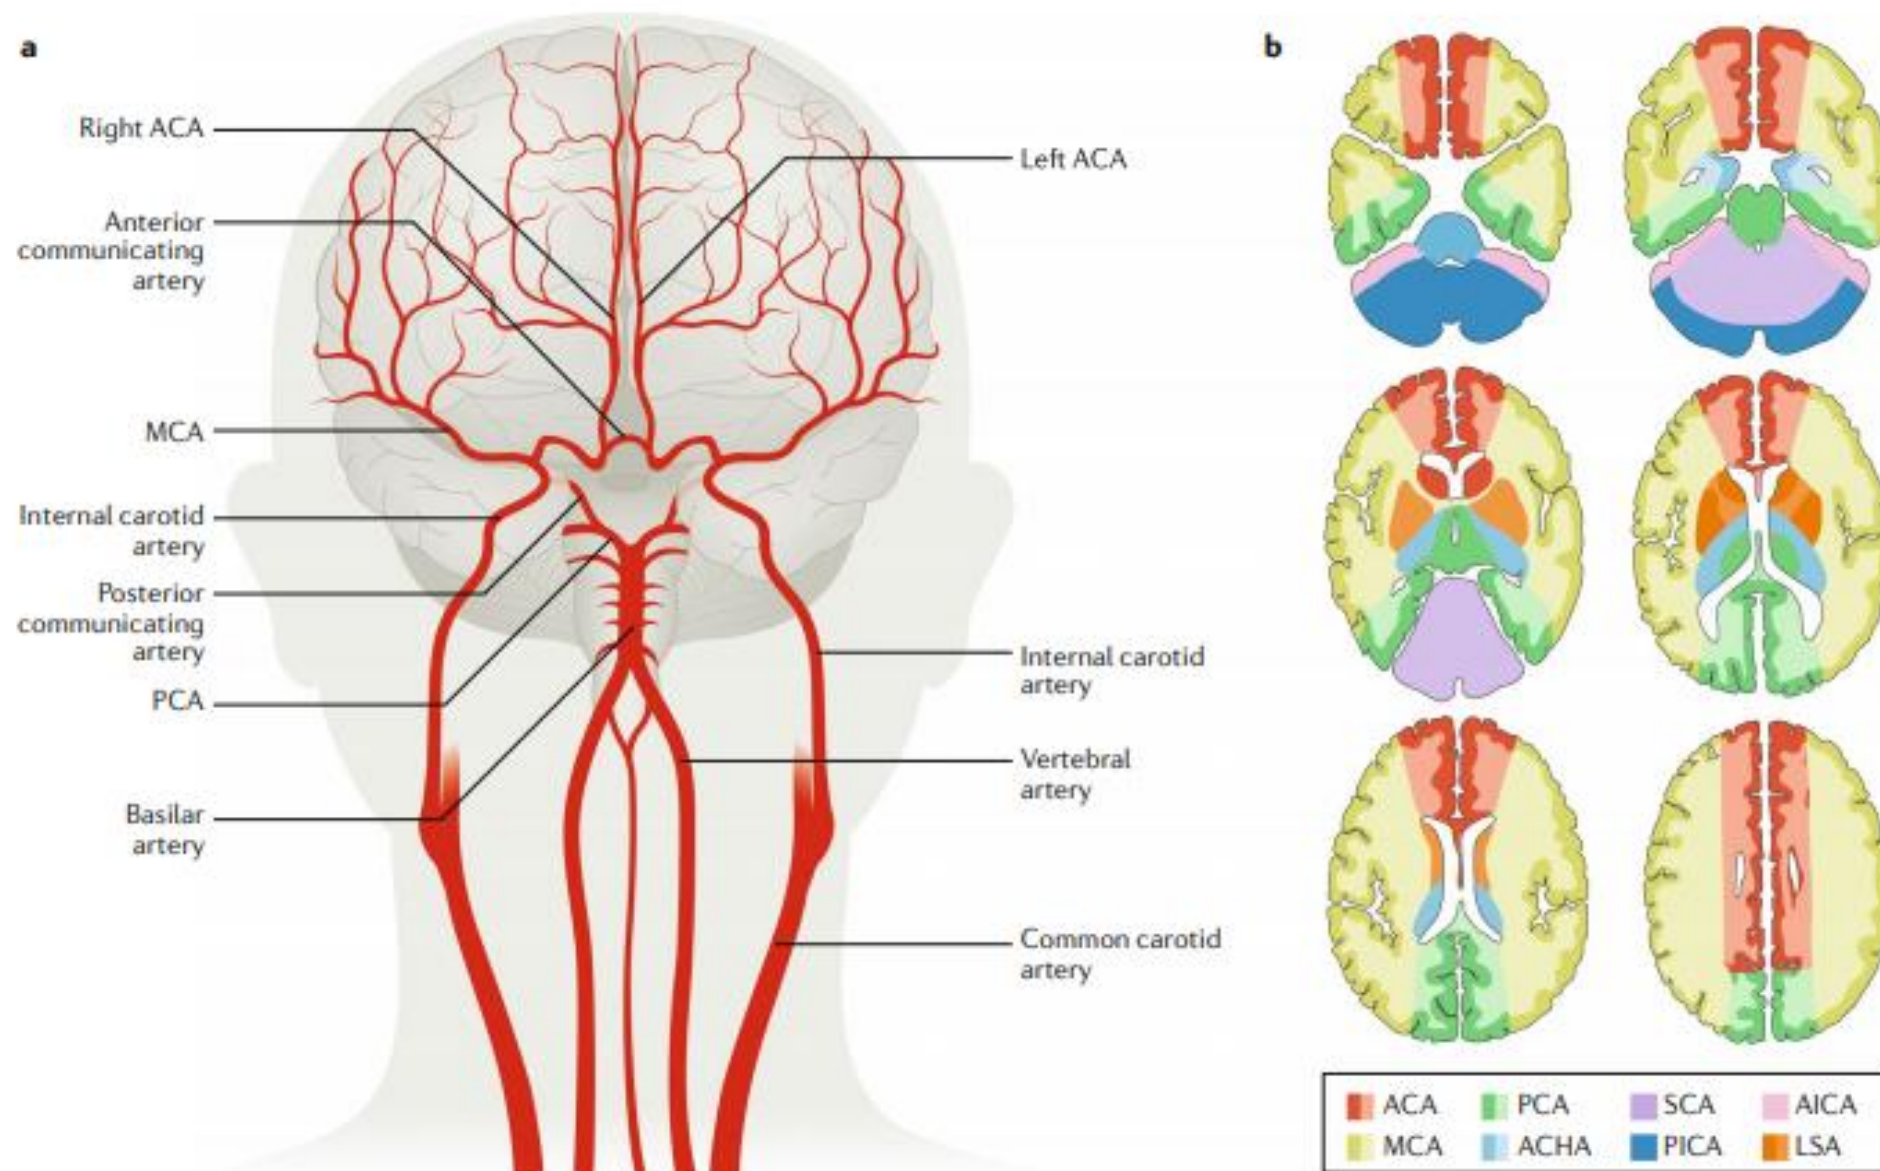 a
Right ACA
Anterior
communicating
artery
MCA
Internal carotid
artery
Posterior
communicating
artery
PCA
Basilar
artery
Left ACA
Internal carotid
artery
Vertebral
artery
Common carotid
artery
b
ACA PCA SCA AICA
MCA ACHA PICA LSA